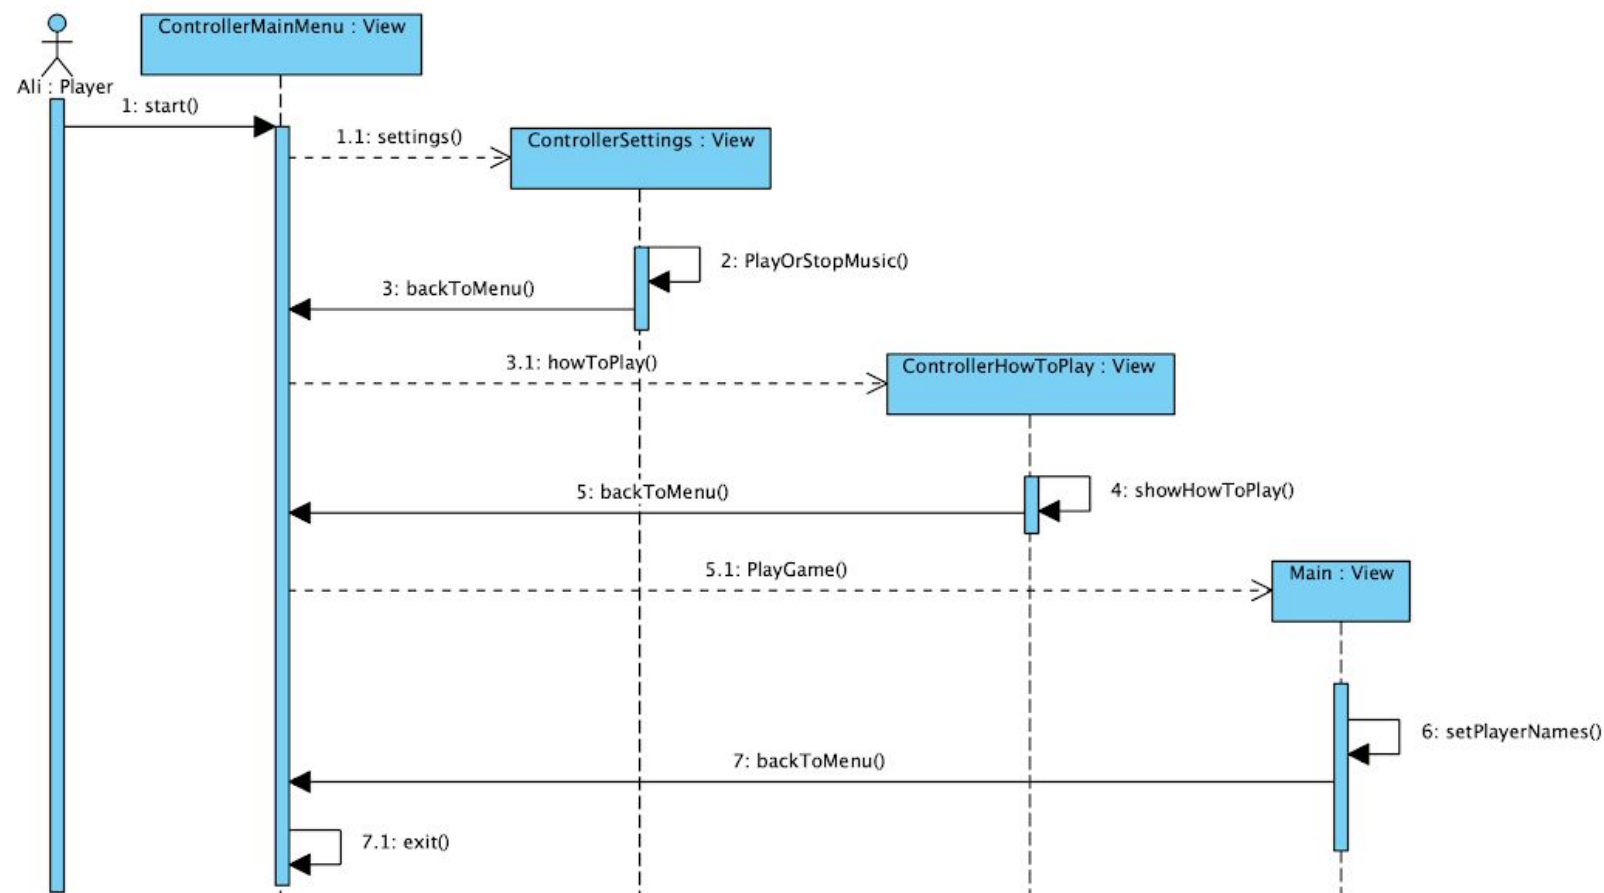 ControllerMainMenu : View
Ali : Player
1: start()
1.1: settings()
ControllerSettings : View
2: PlayOrStopMusic()
3: backToMenu()
3.1: howToPlay()
ControllerHowToPlay : View
4: showHowToPlay()
5: backToMenu()
5.1: PlayGame()
Main : View
6: setPlayerNames()
7: backToMenu()
7.1: exit()